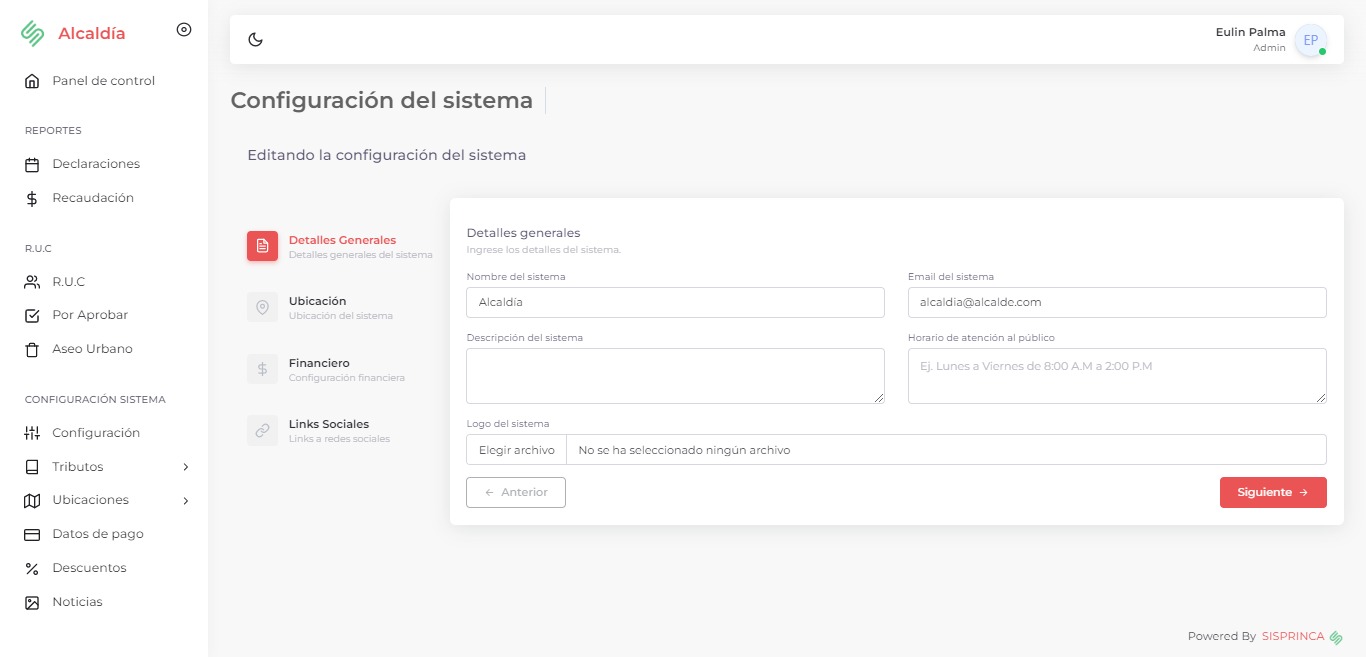 Alcaldía
Panel de control
REPORTES
Declaraciones
Recaudación
R.U.C
R.U.C
Por Aprobar
Aseo Urbano
CONFIGURACIÓN SISTEMA
Configuración
Tributos
Ubicaciones
Datos de pago
Descuentos
Noticias
Eulin Palma
Admin
EP
Configuración del sistema
Editando la configuración del sistema
Detalles Generales
Detalles generales del sistema
Ubicación
Ubicación del sistema
Financiero
Configuración financiera
Links Sociales
Links a redes sociales
Detalles generales
Ingrese los detalles del sistema.
Nombre del sistema
Alcaldía
Email del sistema
alcaldia@alcalde.com
Descripción del sistema
Horario de atención al público
Ej. Lunes a Viernes de 8:00 A.M a 2:00 P.M
Logo del sistema
Elegir archivo No se ha seleccionado ningún archivo
← Anterior
Siguiente →
Powered By SISPRINCA